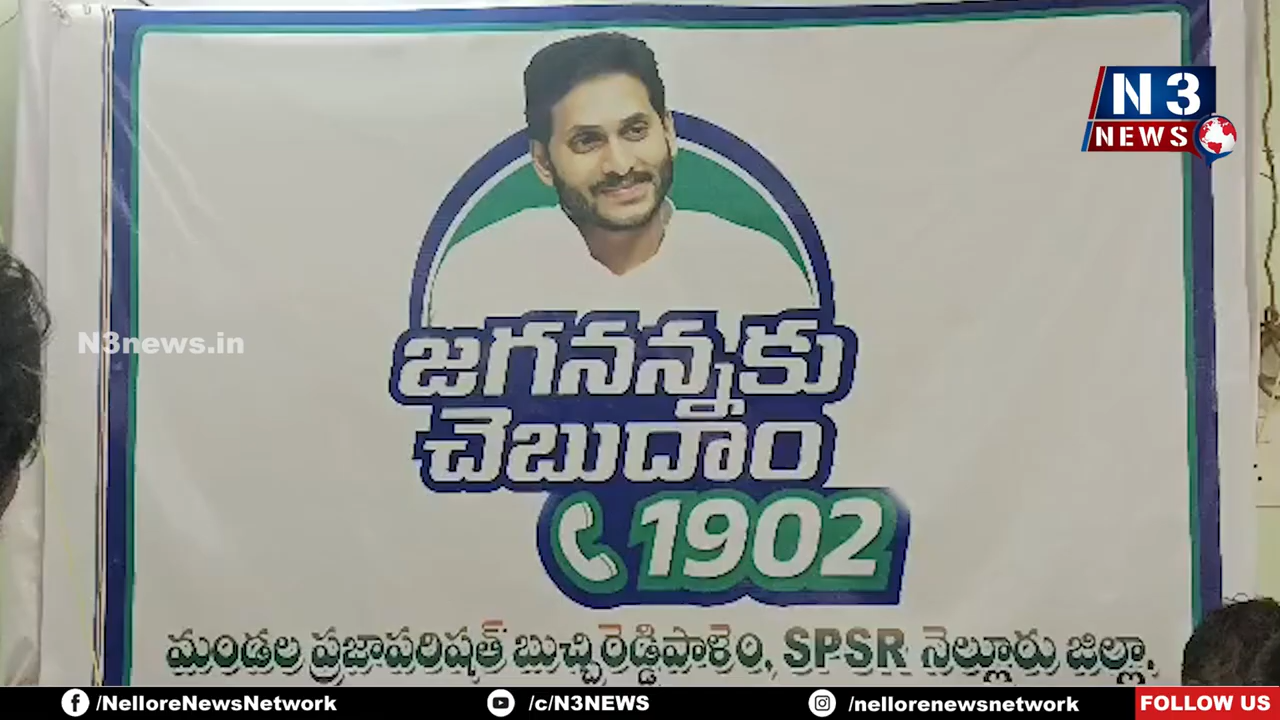 N3
NEWS
N3news.in
జగనన్నకు
చెబుదాం
1902
మండల ప్రజాపరిషత్ బుచ్చిరెడ్డిపాళెం, SPSR నెల్లూరు జిల్లా.
/NelloreNewsNetwork /c/N3NEWS /nellorenewsnetwork FOLLOW US